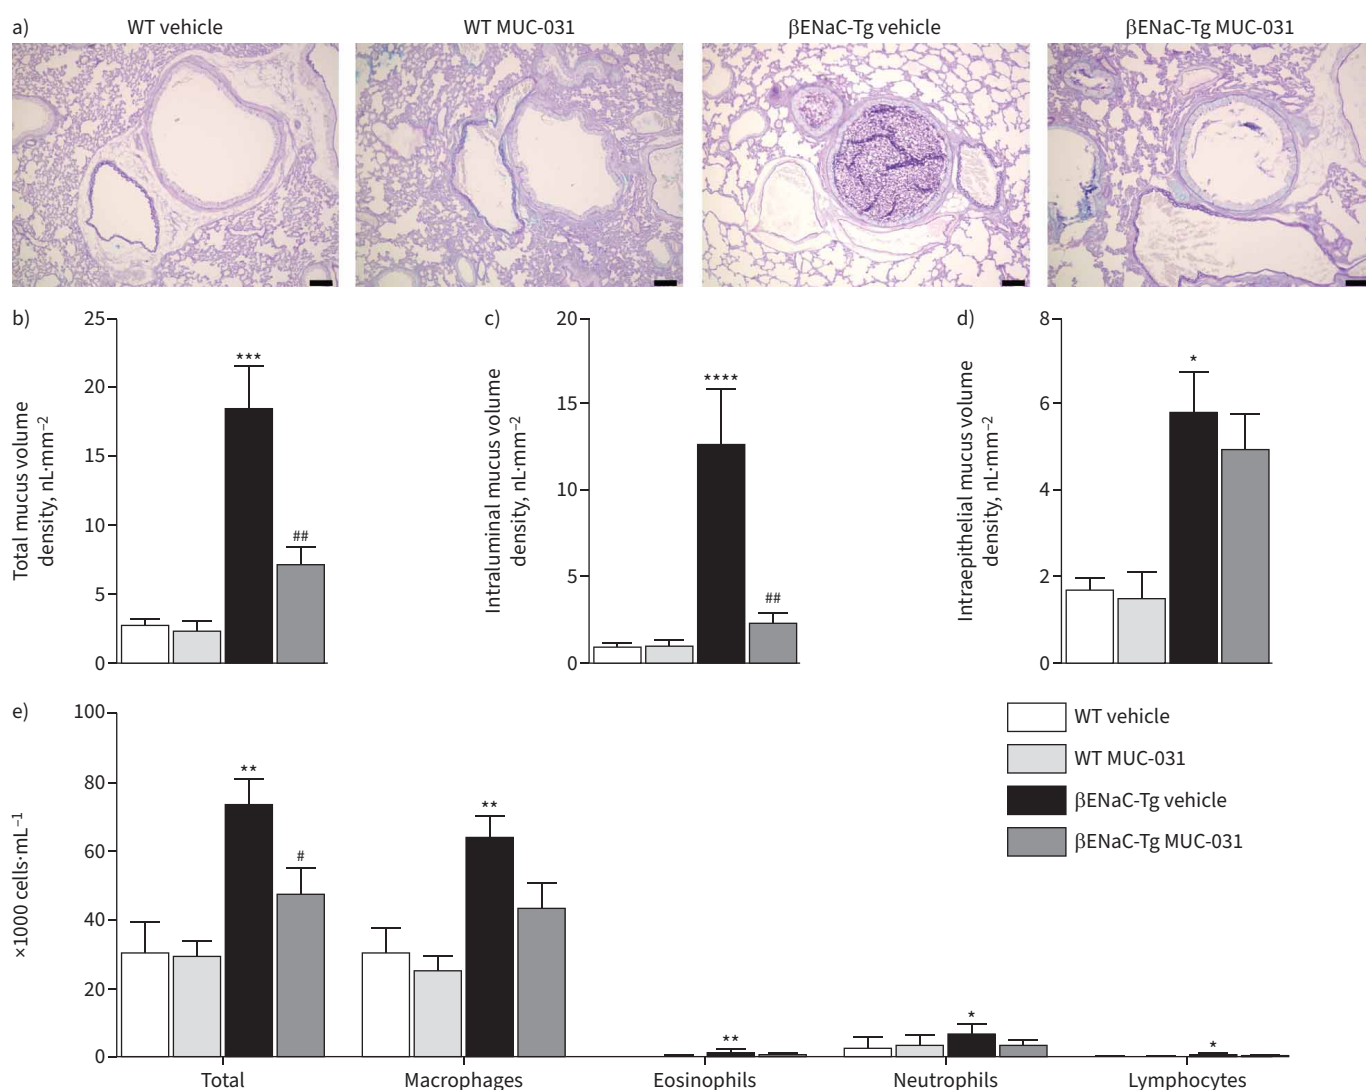 a)
WT vehicle
WT MUC-031
βENaC-Tg vehicle
βENaC-Tg MUC-031
b)
Total mucus volume
density, nL·mm⁻²
25
20
15
10
5
0
***
##
c)
Intraluminal mucus volume
density, nL·mm⁻²
20
15
10
5
0
****
##
d)
Intraepithelial mucus volume
density, nL·mm⁻²
8
6
4
2
0
*
e)
×1000 cells·mL⁻¹
100
80
60
40
20
0
**
#
**
**
*
*
Total
Macrophages
Eosinophils
Neutrophils
Lymphocytes
WT vehicle
WT MUC-031
βENaC-Tg vehicle
βENaC-Tg MUC-031